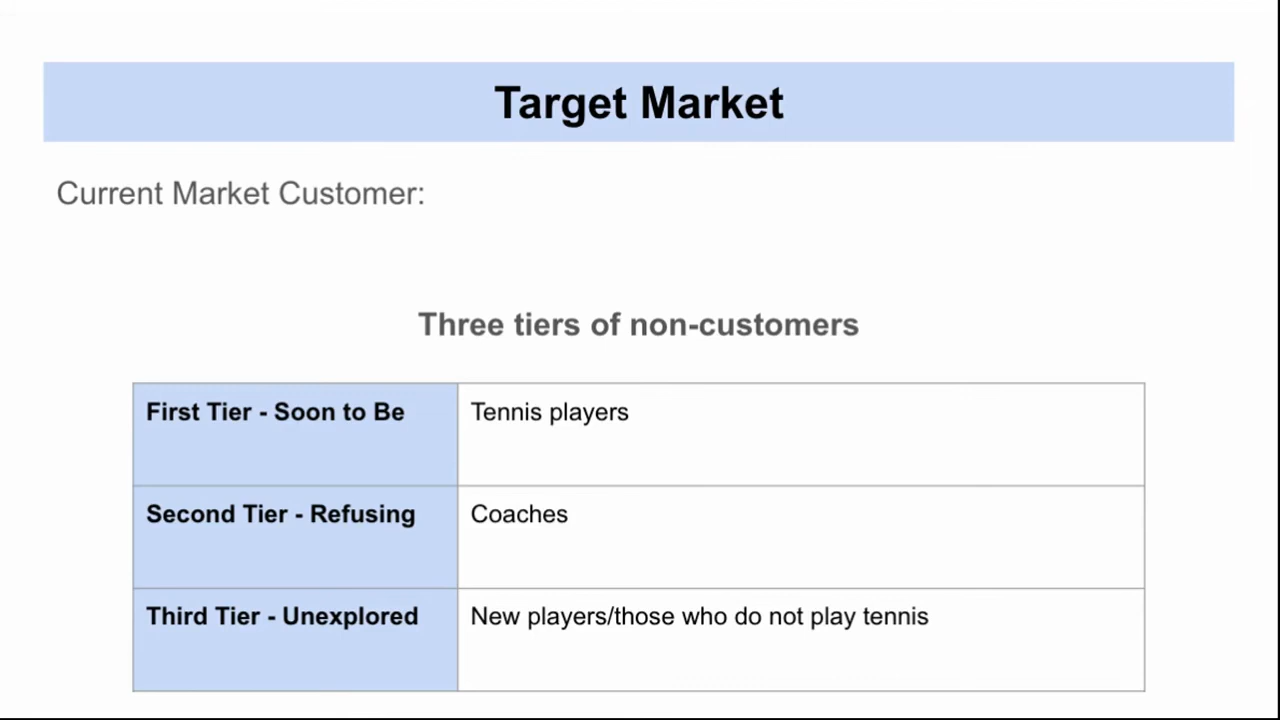 Target Market
Current Market Customer:
Three tiers of non-customers
First Tier - Soon to Be
Tennis players
Second Tier - Refusing
Coaches
Third Tier - Unexplored
New players/those who do not play tennis